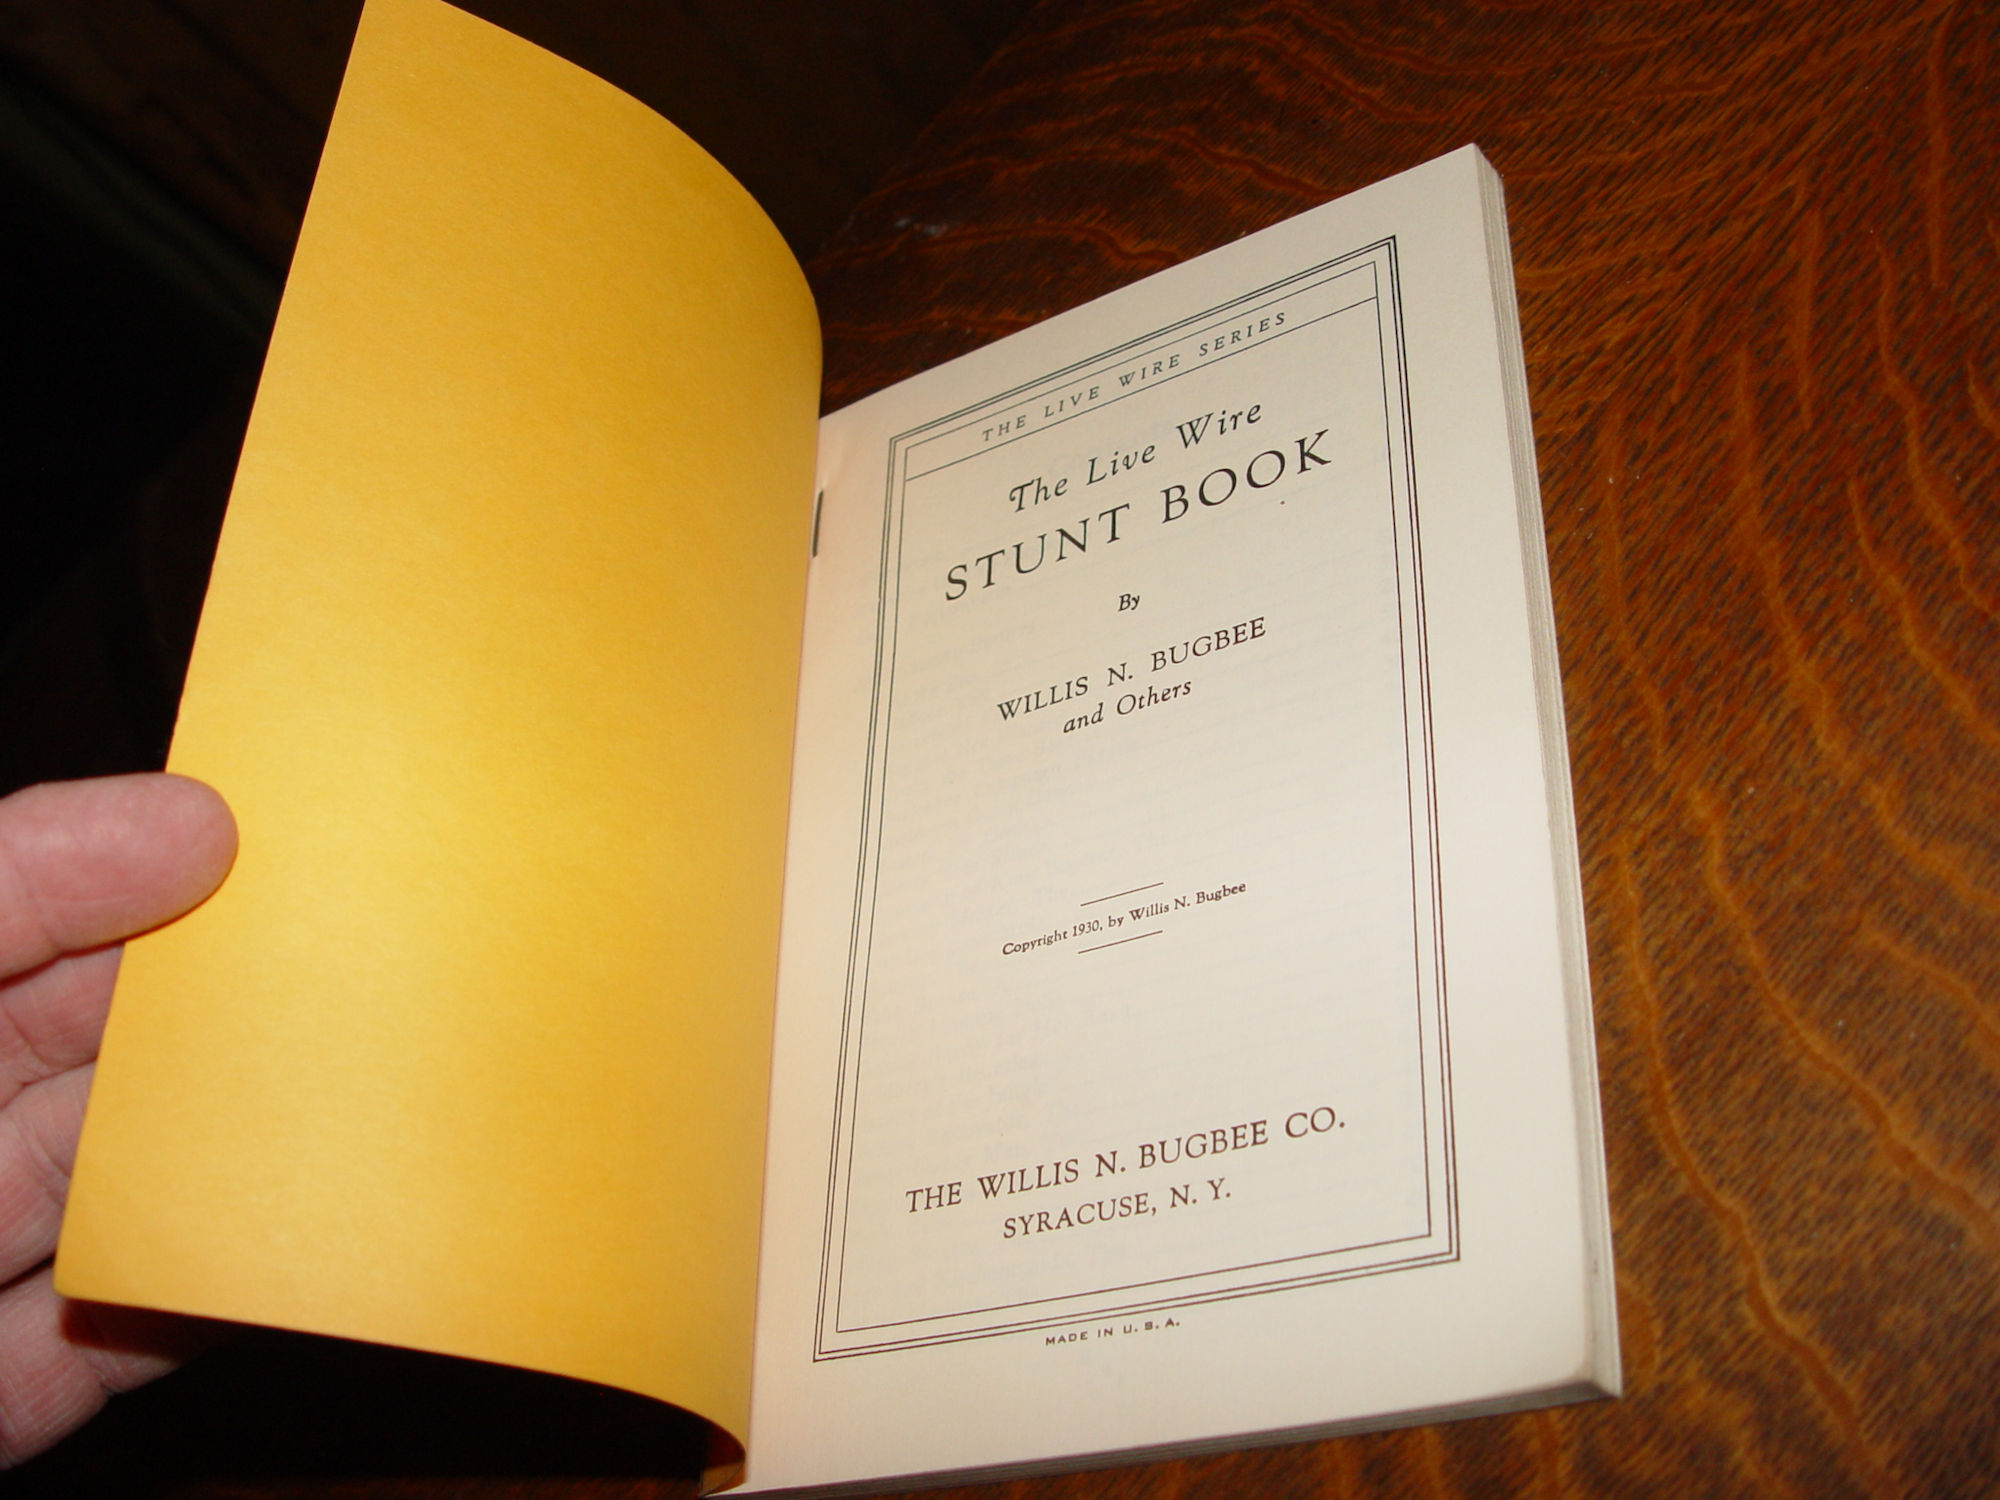 THE LIVE WIRE SERIES
The Live Wire
STUNT BOOK
By
WILLIS N. BUGBEE
and Others
Copyright 1930, by Willis N. Bugbee
THE WILLIS N. BUGBEE CO.
SYRACUSE, N. Y.
MADE IN U. S. A.